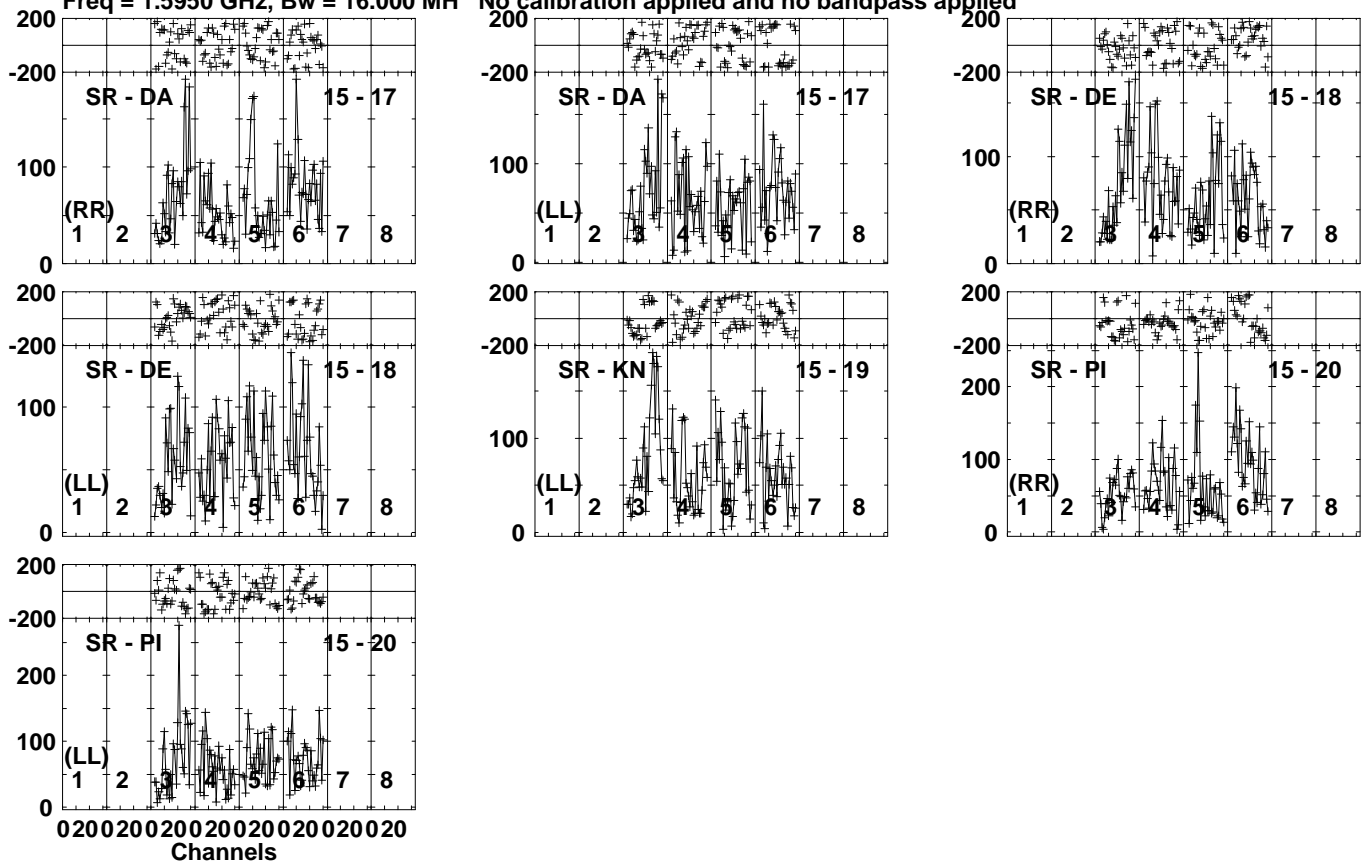 Freq = 1.5950 GHz, Bw = 16.000 MH No calibration applied and no bandpass applied
200 200 200
-200 -200
SR - DA 15 - 17 SR - DA 15 - 17 SR - DE 15 - 18
100 100 100
(RR) (LL) (RR)
1 2 3 4 5 6 7 8 1 2 3 4 5 6 7 8 1 2 3 4 5 6 7 8
0 0 0
200 200 200
-200 -200 -200
SR - DE 15 - 18 SR - KN 15 - 19 SR - PI 15 - 20
200
100 100 100
(LL) (LL) (RR)
1 2 3 4 5 6 7 8 1 2 3 4 5 6 7 8 1 2 3 4 5 6 7 8
0 0 0
200
-200
SR - PI 15 - 20
200
100
(LL)
1 2 3 4 5 6 7 8
0
0 20 0 20 0 20 0 20 0 20 0 20 0 20 0 20
Channels